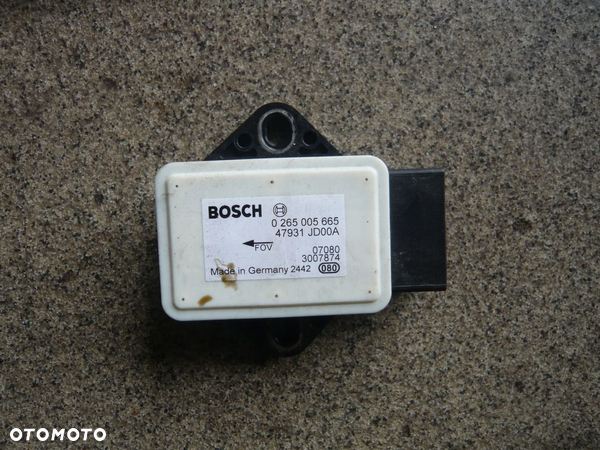 BOSCH
0 265 005 665
47931 JD00A
FOV
07080
3007874
Made in Germany 2442 080
OTOMOTO